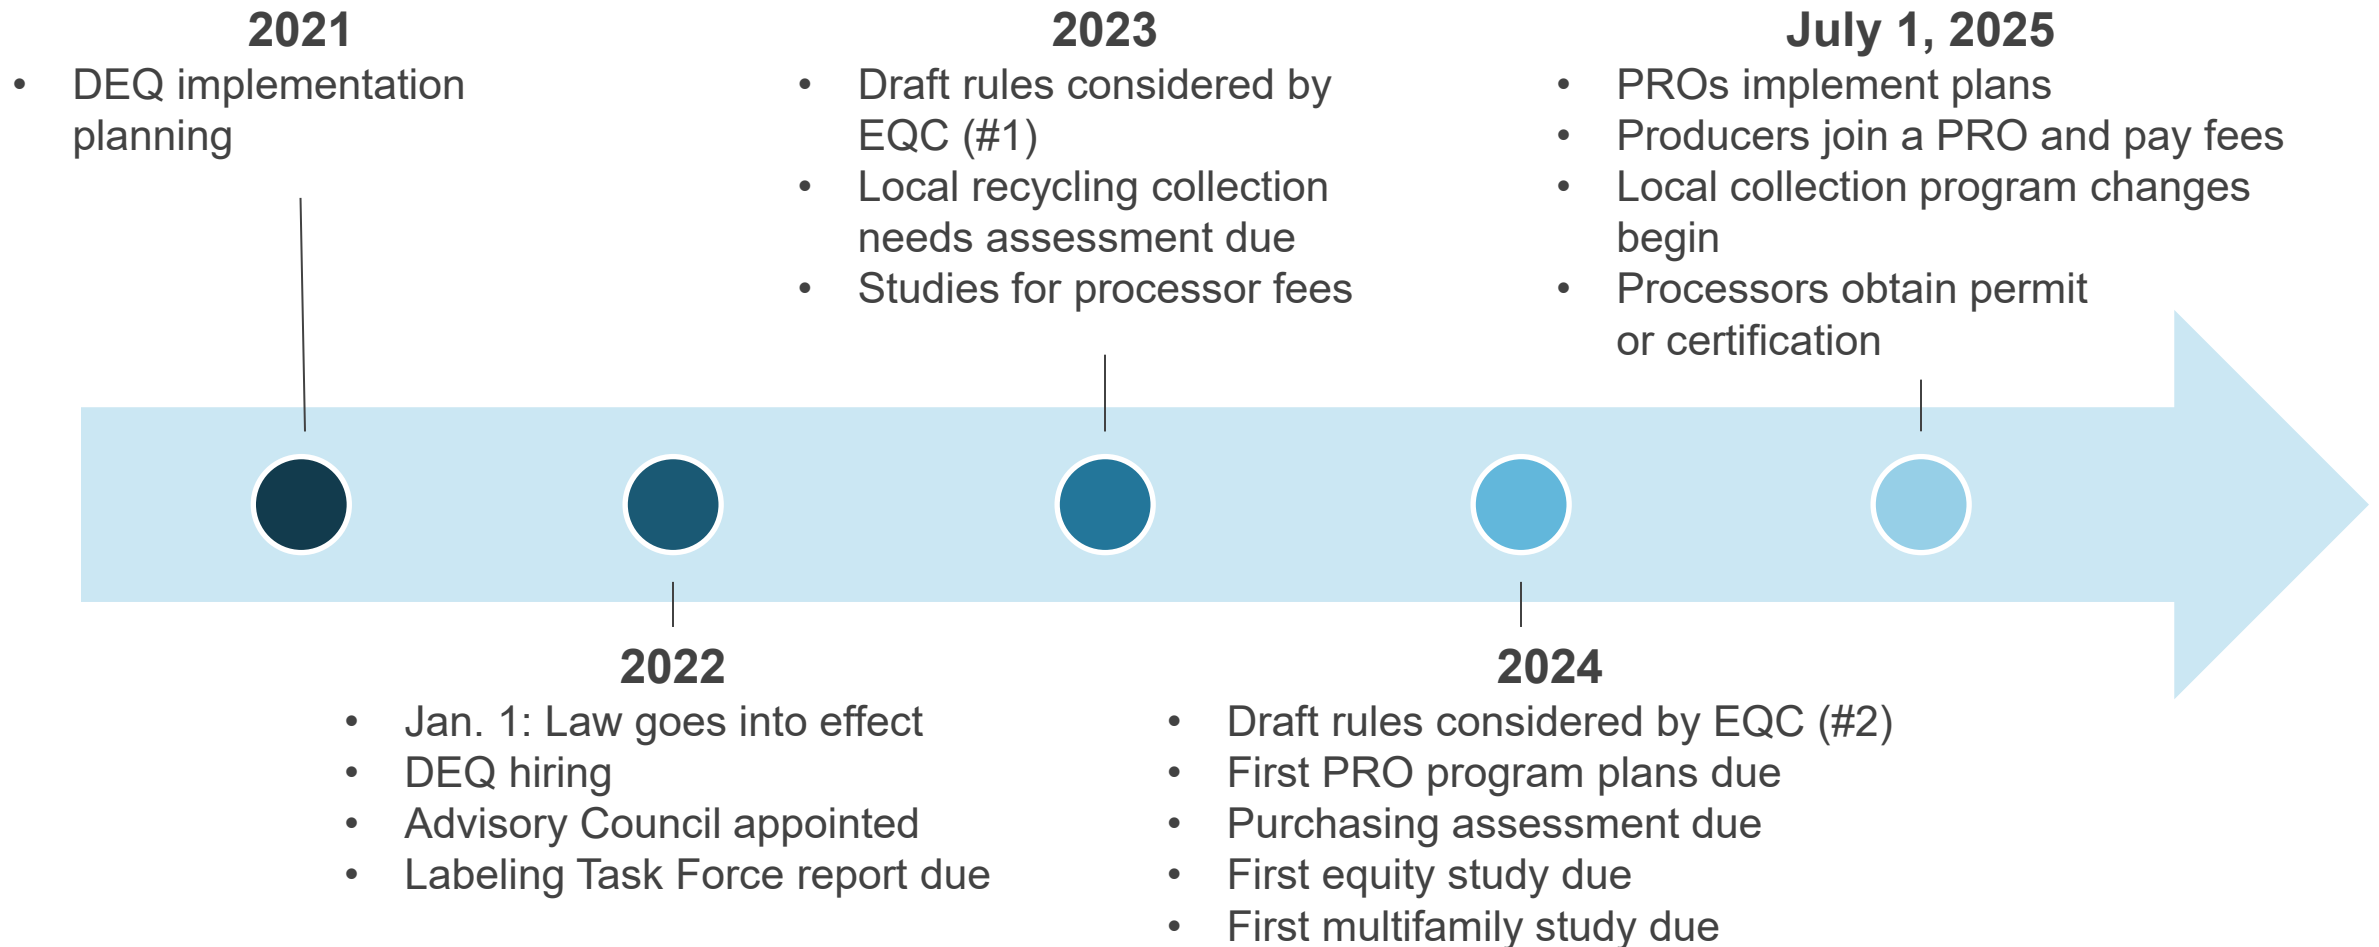 2021
• DEQ implementation
planning
2023
• Draft rules considered by
EQC (#1)
• Local recycling collection
needs assessment due
• Studies for processor fees
July 1, 2025
• PROs implement plans
• Producers join a PRO and pay fees
• Local collection program changes
begin
• Processors obtain permit
or certification
2022
• Jan. 1: Law goes into effect
• DEQ hiring
• Advisory Council appointed
• Labeling Task Force report due
2024
• Draft rules considered by EQC (#2)
• First PRO program plans due
• Purchasing assessment due
• First equity study due
• First multifamily study due